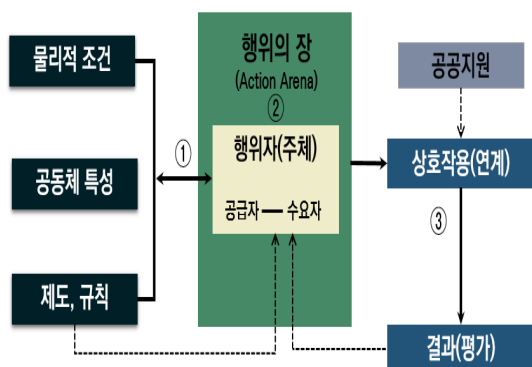 물리적 조건
공동체 특성
제도, 규칙
①
행위의 장
(Action Arena)
②
행위자(주체)
공급자 수요자
공공지원
상호작용(연계)
③
결과(평가)